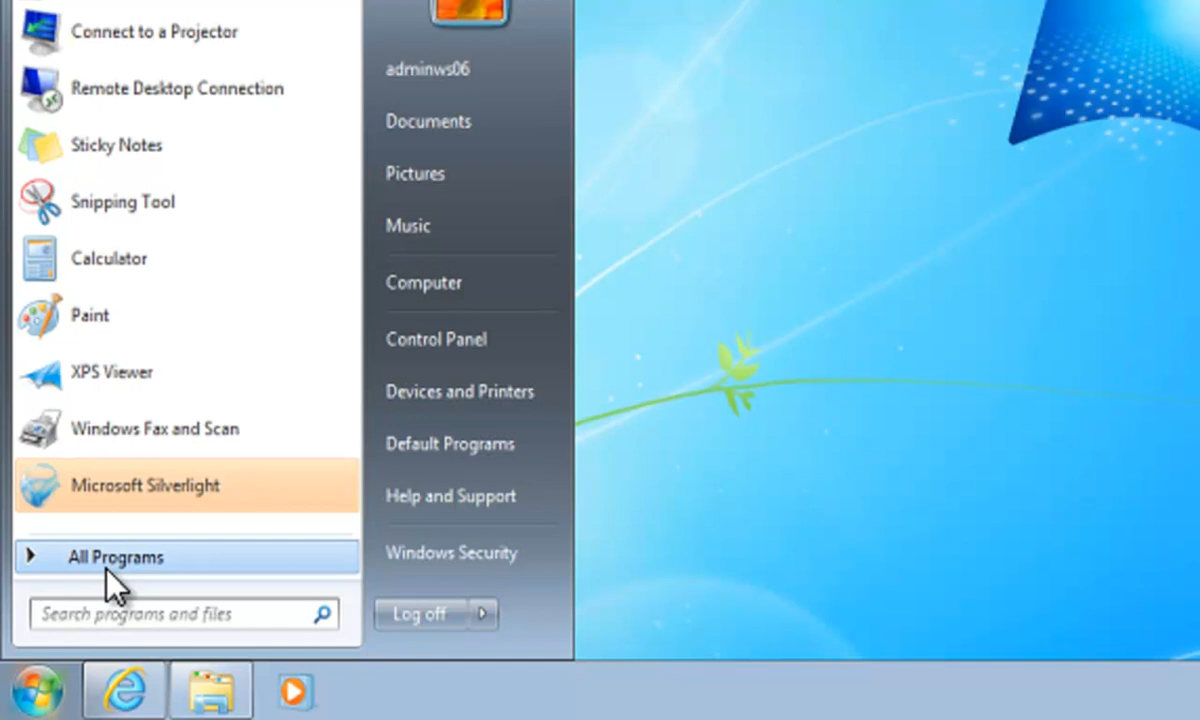 Connect to a Projector
Remote Desktop Connection
Sticky Notes
Snipping Tool
Calculator
Paint
XPS Viewer
Windows Fax and Scan
Microsoft Silverlight
All Programs
Search programs and files
adminws06
Documents
Pictures
Music
Computer
Control Panel
Devices and Printers
Default Programs
Help and Support
Windows Security
Log off